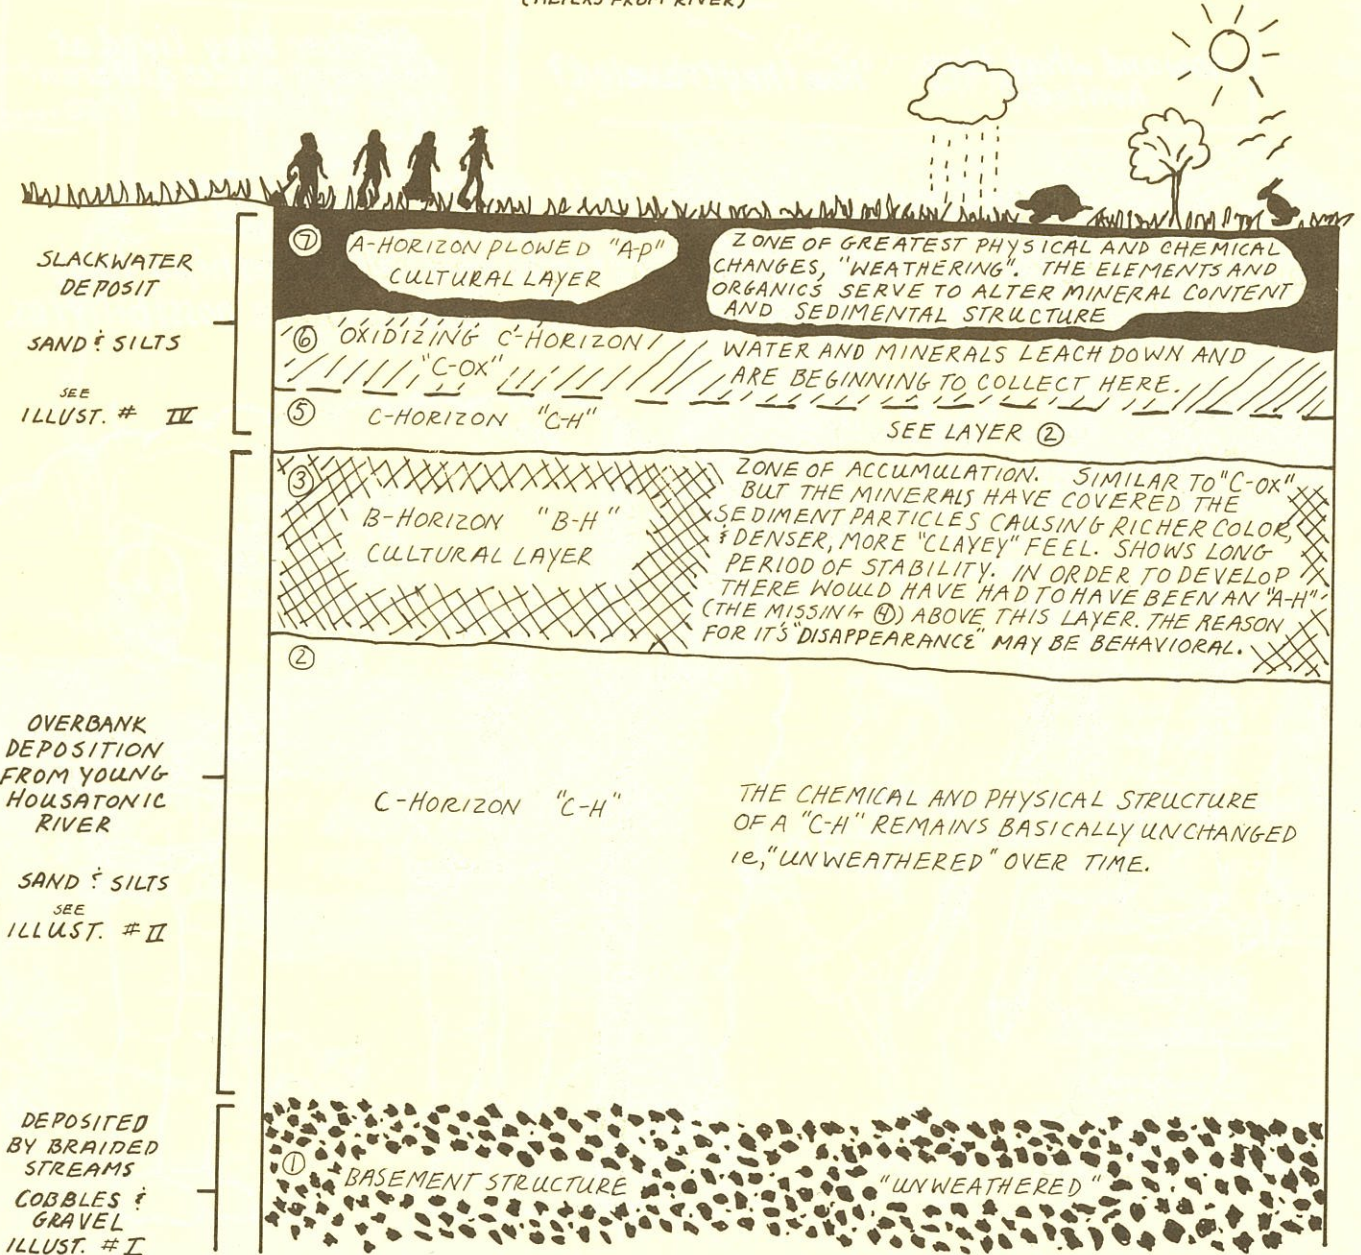 (METERS FROM RIVER)
SLACKWATER
DEPOSIT
SAND & SILTS
SEE
ILLUST. # IV
⑦ A-HORIZON PLOWED "A-P"
CULTURAL LAYER
ZONE OF GREATEST PHYSICAL AND CHEMICAL
CHANGES, "WEATHERING". THE ELEMENTS AND
ORGANICS SERVE TO ALTER MINERAL CONTENT
AND SEDIMENTAL STRUCTURE
⑥ OXIDIZING C-HORIZON
"C-OX"
WATER AND MINERALS LEACH DOWN AND
ARE BEGINNING TO COLLECT HERE.
⑤ C-HORIZON "C-H"
SEE LAYER ②
OVERBANK
DEPOSITION
FROM YOUNG
HOUSATONIC
RIVER
SAND & SILTS
SEE
ILLUST. # II
③
B-HORIZON "B-H"
CULTURAL LAYER
ZONE OF ACCUMULATION. SIMILAR TO "C-OX"
BUT THE MINERALS HAVE COVERED THE
SEDIMENT PARTICLES CAUSING RICHER COLOR,
& DENSER, MORE "CLAYEY" FEEL. SHOWS LONG
PERIOD OF STABILITY. IN ORDER TO DEVELOP
THERE WOULD HAVE HAD TO HAVE BEEN AN "A-H"
(THE MISSING ④) ABOVE THIS LAYER. THE REASON
FOR IT'S "DISAPPEARANCE" MAY BE BEHAVIORAL.
②
C-HORIZON "C-H"
THE CHEMICAL AND PHYSICAL STRUCTURE
OF A "C-H" REMAINS BASICALLY UNCHANGED
ie, "UNWEATHERED" OVER TIME.
DEPOSITED
BY BRAIDED
STREAMS
COBBLES &
GRAVEL
ILLUST. # I
①
BASEMENT STRUCTURE
"UNWEATHERED"